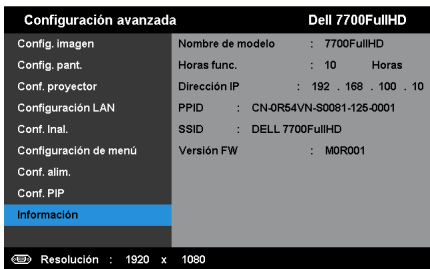 Configuración avanzada Dell 7700FullHD
Config. imagen
Config. pant.
Conf. proyector
Configuración LAN
Conf. Inal.
Configuración de menú
Conf. alim.
Conf. PIP
Información
Nombre de modelo : 7700FullHD
Horas func. : 10 Horas
Dirección IP : 192 . 168 . 100 . 10
PPID : CN-0R54VN-S0081-125-0001
SSID : DELL 7700FullHD
Versión FW : M0R001
Resolución : 1920 x 1080